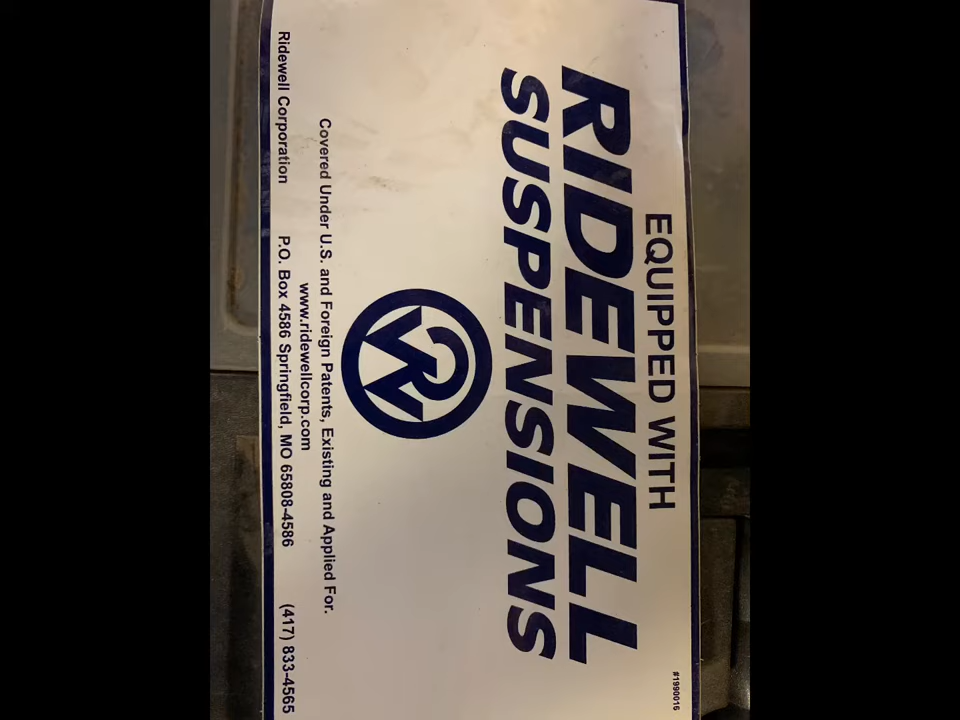 #1990016
EQUIPPED WITH
RIDEWELL
SUSPENSIONS
RW
Covered Under U.S. and Foreign Patents, Existing and Applied For.
www.ridewellcorp.com
Ridewell Corporation P.O. Box 4586 Springfield, MO 65808-4586 (417) 833-4565